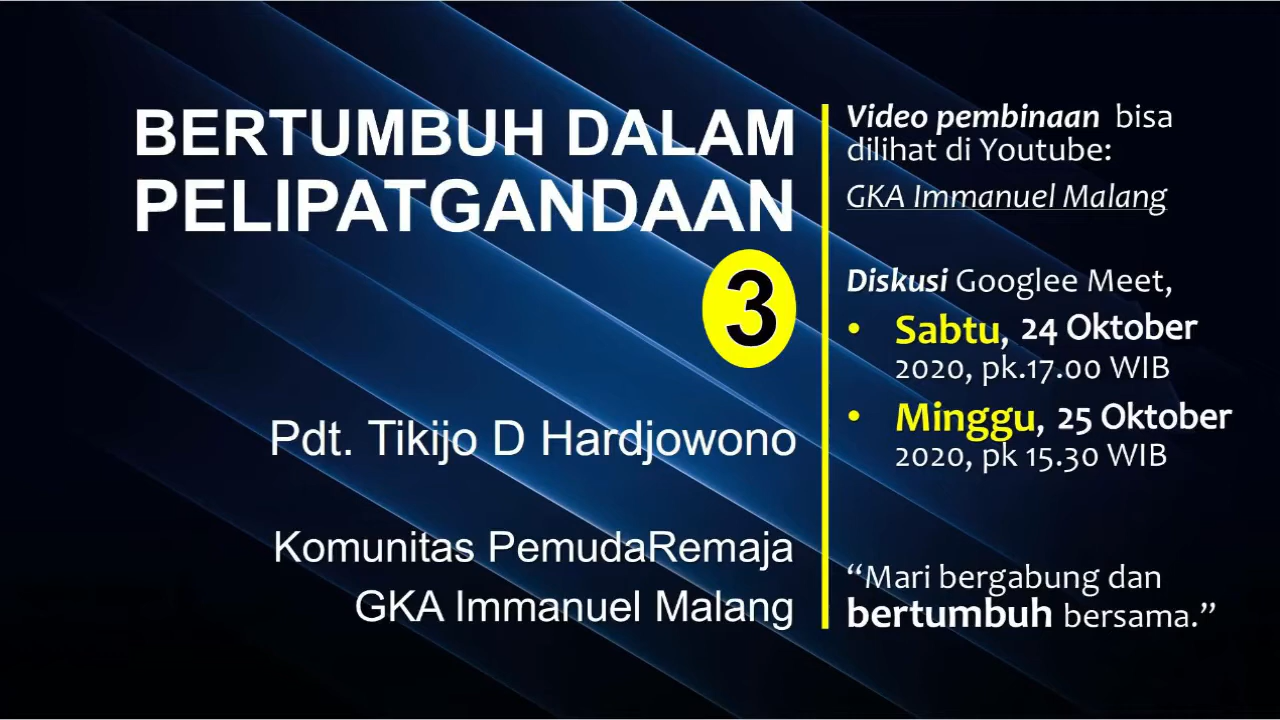 BERTUMBUH DALAM
PELIPATGANDAAN
3
Pdt. Tikijo D Hardjowono
Komunitas PemudaRemaja
GKA Immanuel Malang
Video pembinaan bisa
dilihat di Youtube:
GKA Immanuel Malang
Diskusi Googlee Meet,
• Sabtu, 24 Oktober
2020, pk.17.00 WIB
• Minggu, 25 Oktober
2020, pk 15.30 WIB
“Mari bergabung dan
bertumbuh bersama.”